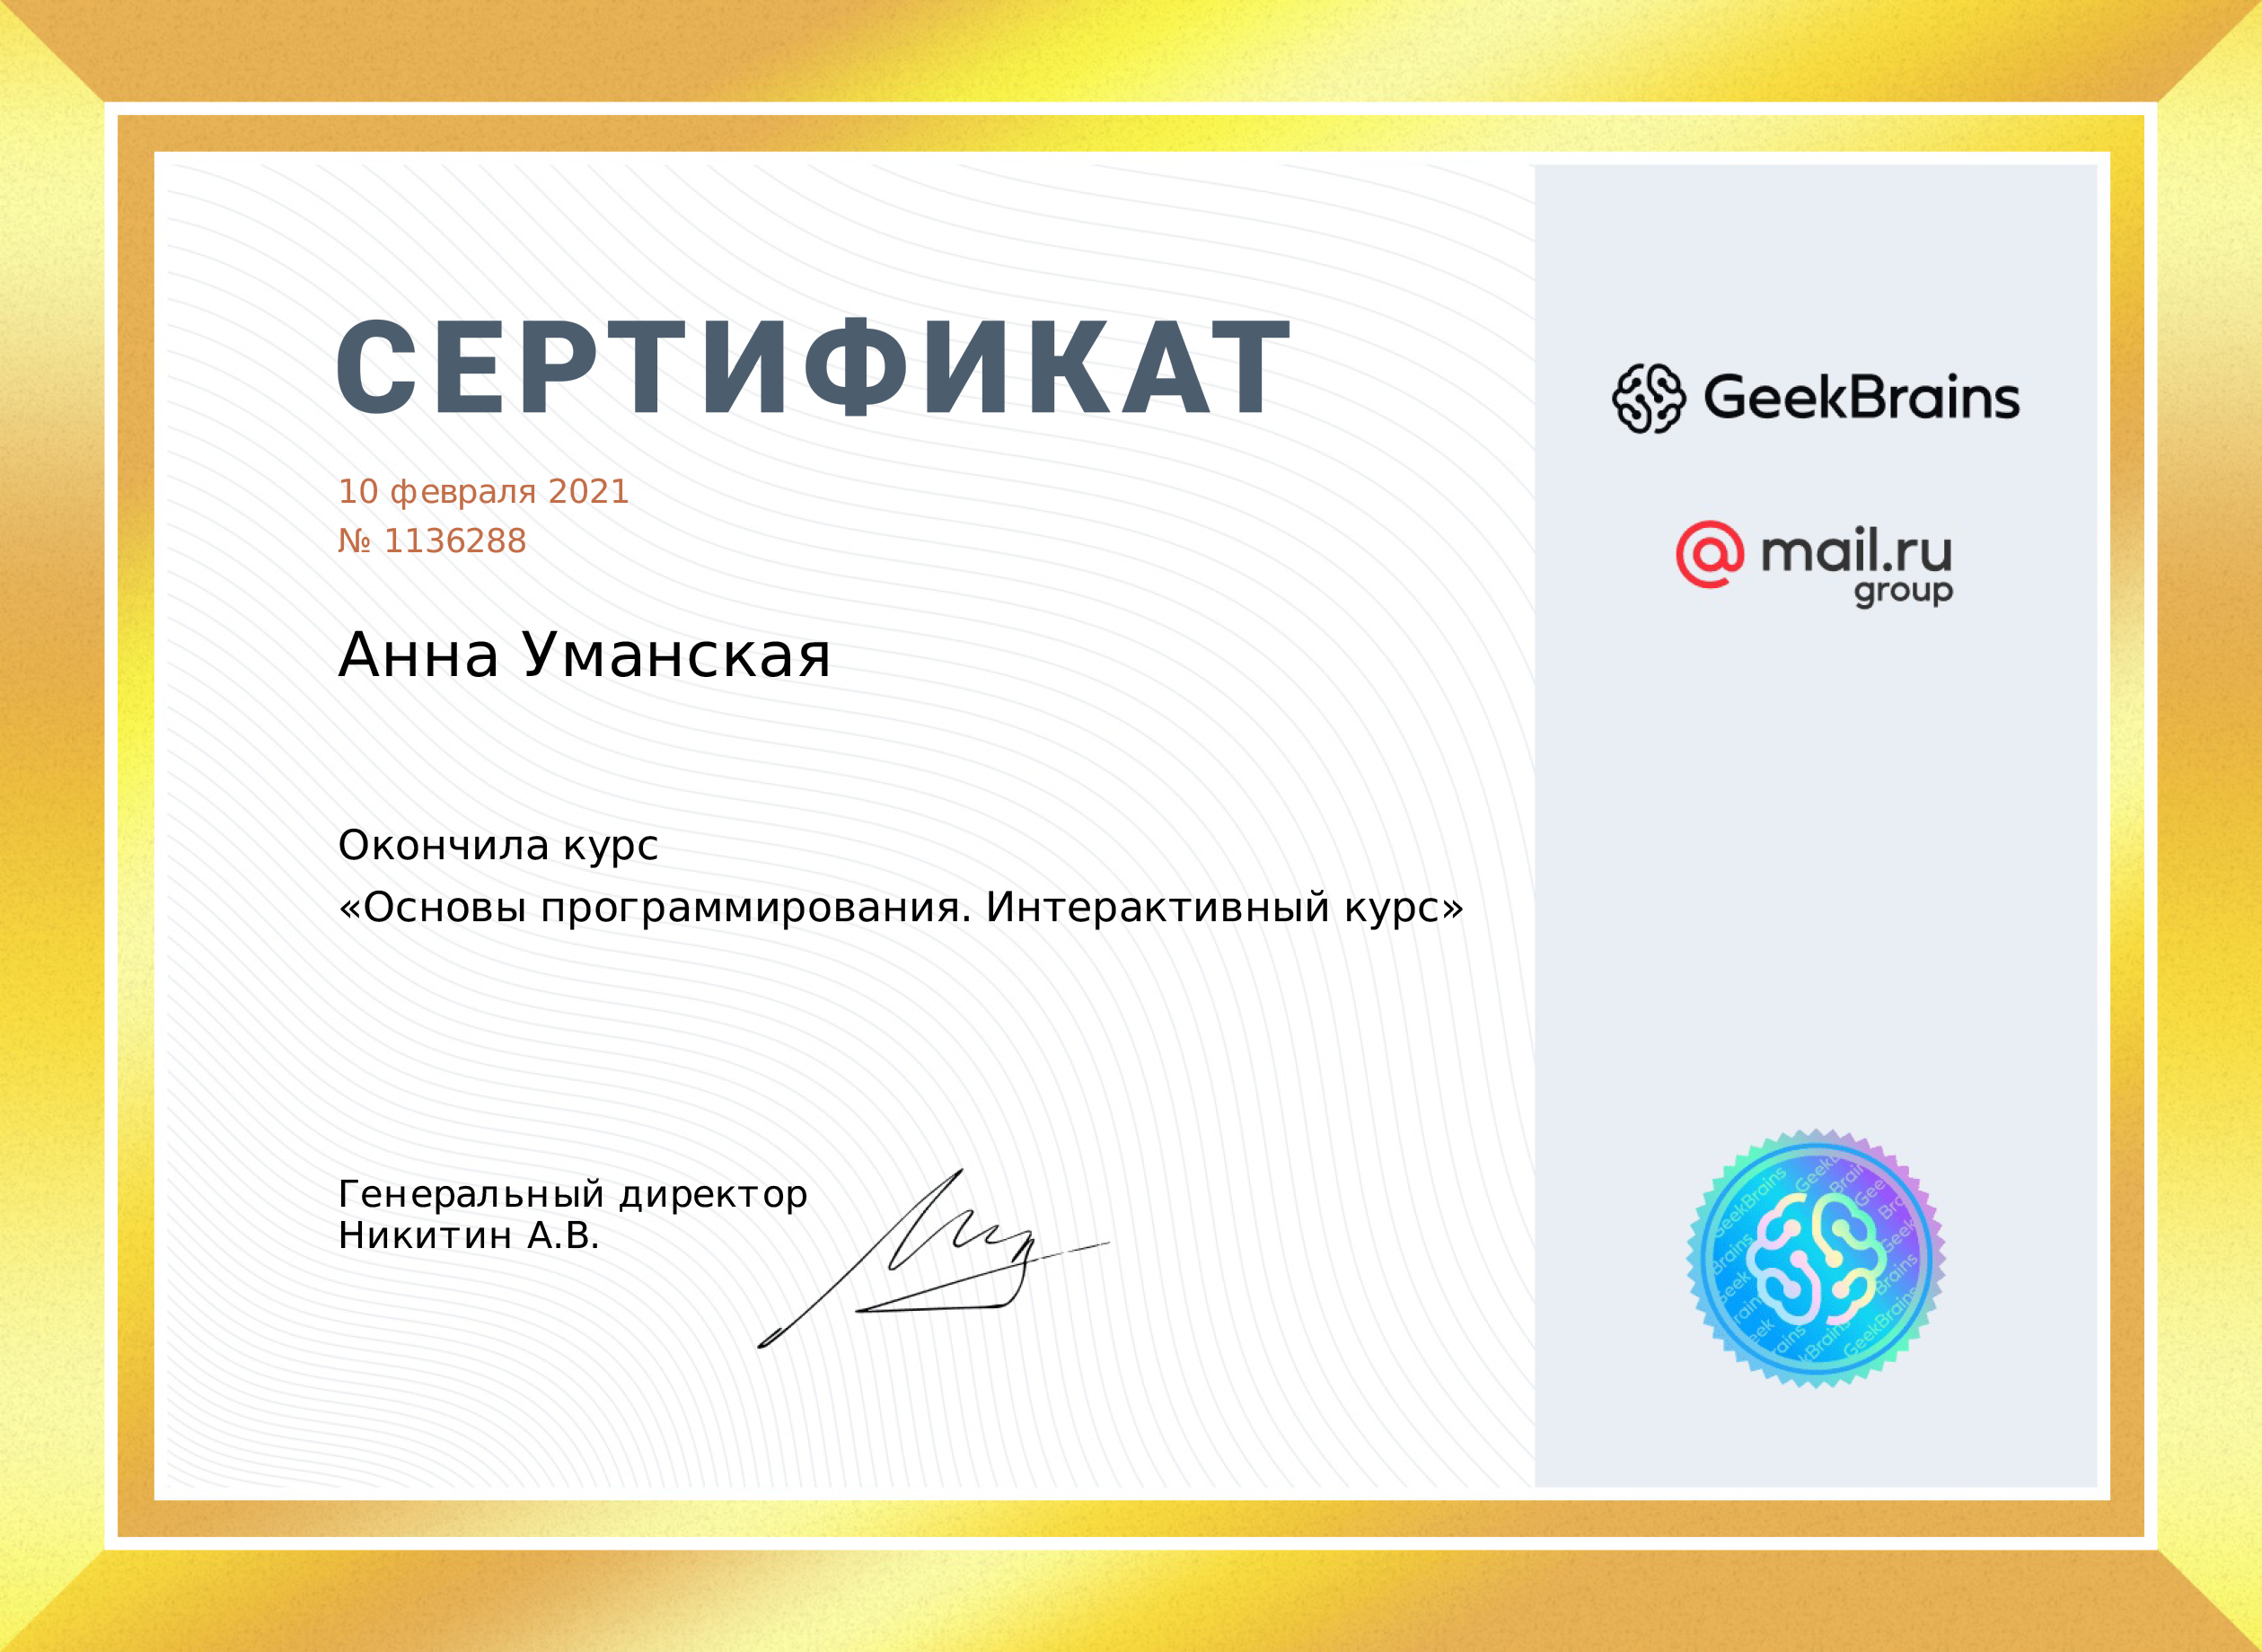 СЕРТИФИКАТ
10 февраля 2021
№ 1136288
Анна Уманская
Окончила курс
«Основы программирования. Интерактивный курс»
Генеральный директор
Никитин А.В.
GeekBrains
@ mail.ru
group